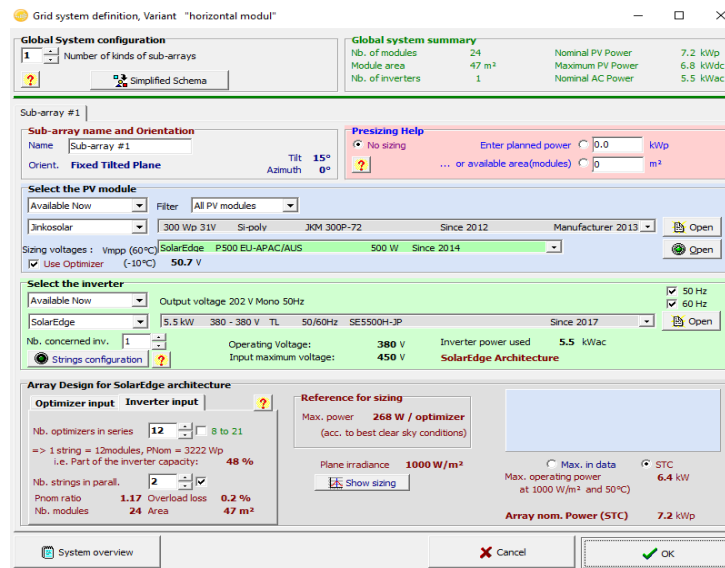 Grid system definition, Variant "horizontal modul"
Global System configuration
1 Number of kinds of sub-arrays
? Simplified Schema
Global system summary
Nb. of modules 24 Nominal PV Power 7.2 kWp
Module area 47 m² Maximum PV Power 6.8 kWdc
Nb. of inverters 1 Nominal AC Power 5.5 kWac
Sub-array #1
Sub-array name and Orientation
Name Sub-array #1
Orient. Fixed Tilted Plane Tilt 15°
Azimuth 0°
Presizing Help
No sizing Enter planned power 0.0 kWp
? ... or available area(modules) 0 m²
Select the PV module
Available Now Filter All PV modules
Jinkosolar 300 Wp 31V Si-poly JKM 300P-72 Since 2012 Manufacturer 2013 Open
Sizing voltages : Vmpp (60°C) SolarEdge P500 EU-APAC/AUS 500 W Since 2014 Open
Use Optimizer (-10°C) 50.7 V
Select the inverter
Available Now Output voltage 202 V Mono 50Hz 50 Hz
60 Hz
SolarEdge 5.5 kW 380 - 380 V TL 50/60Hz SE5500H-JP Since 2017 Open
Nb. concerned inv. 1 Operating Voltage: 380 V Inverter power used 5.5 kWac
Strings configuration ? Input maximum voltage: 450 V SolarEdge Architecture
Array Design for SolarEdge architecture
Optimizer input Inverter input ?
Nb. optimizers in series 12 8 to 21
=> 1 string = 12modules, PNom = 3222 Wp
i.e. Part of the inverter capacity: 48 %
Nb. strings in parall. 2
Pnom ratio 1.17 Overload loss 0.2 %
Nb. modules 24 Area 47 m²
Reference for sizing
Max. power 268 W / optimizer
(acc. to best clear sky conditions)
Plane irradiance 1000 W/m²
Show sizing
Max. in data STC
Max. operating power 6.4 kW
at 1000 W/m² and 50°C)
Array nom. Power (STC) 7.2 kWp
System overview Cancel OK